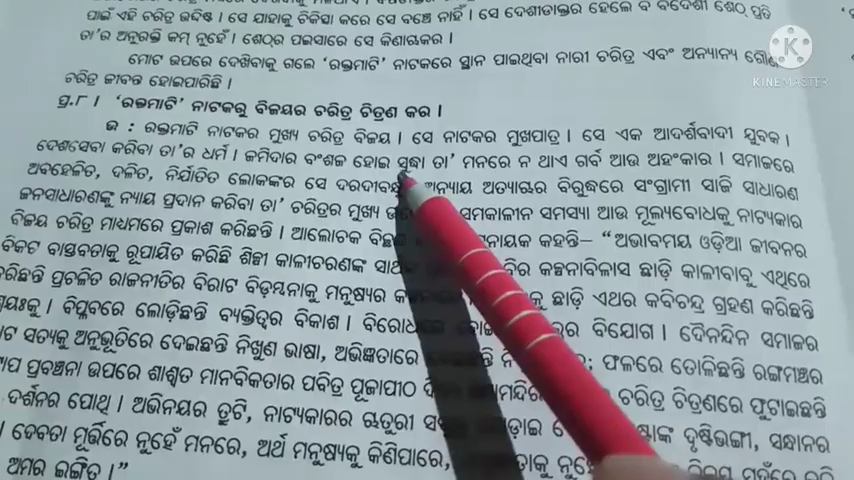 ପାଇଁ ଏହି ଚରିତ୍ର ଉଦ୍ଦିଷ୍ଟ । ସେ ଯାହାକୁ ଚିକିତ୍ସା କରେ ସେ ବଞ୍ଚେ ନାହିଁ । ସେ ଦେଶୀଡାକ୍ତର ହେଲେ ବି ବିଦେଶୀ ଶେଠ୍ ପ୍ରତି
ତା'ର ଅନୁରକ୍ତି କମ୍ ନୁହେଁ । ଶେଠ୍‌ର ପଇସାରେ ସେ କିଣାଚାକର ।
ମୋଟ ଉପରେ ଦେଖିବାକୁ ଗଲେ 'ରକ୍ତମାଟି' ନାଟକରେ ସ୍ଥାନ ପାଇଥିବା ନାରୀ ଚରିତ୍ର ଏବଂ ଅନ୍ୟାନ୍ୟ ଗୌଣ
ଚରିତ୍ର ଜୀବନ୍ତ ହୋଇପାରିଛି ।
KINEMASTER
ପ୍ର.୮ । 'ରକ୍ତମାଟି' ନାଟକରୁ ବିଜୟର ଚରିତ୍ର ଚିତ୍ରଣ କର ।
ଉ : ରକ୍ତମାଟି ନାଟକର ମୁଖ୍ୟ ଚରିତ୍ର ବିଜୟ । ସେ ନାଟକର ମୁଖପାତ୍ର । ସେ ଏକ ଆଦର୍ଶବାଦୀ ଯୁବକ ।
ଦେଶସେବା କରିବା ତା'ର ଧର୍ମ । ଜମିଦାର ବଂଶଜ ହୋଇ ସୁଦ୍ଧା ତା' ମନରେ ନ ଥାଏ ଗର୍ବ ଆଉ ଅହଂକାର । ସମାଜରେ
ଅବହେଳିତ, ଦଳିତ, ନିର୍ଯାତିତ ଲୋକଙ୍କର ସେ ଦରଦୀବନ୍ଧୁ ଅନ୍ୟାୟ ଅତ୍ୟାଚାର ବିରୁଦ୍ଧରେ ସଂଗ୍ରାମୀ ସାଜି ସାଧାରଣ
ଜନସାଧାରଣଙ୍କୁ ନ୍ୟାୟ ପ୍ରଦାନ କରିବା ତା' ଚରିତ୍ରର ମୁଖ୍ୟ ସମକାଳୀନ ସମସ୍ୟା ଆଉ ମୂଲ୍ୟବୋଧକୁ ନାଟ୍ୟକାର
ବିଜୟ ଚରିତ୍ର ମାଧ୍ୟମରେ ପ୍ରକାଶ କରିଛନ୍ତି । ଆଲୋଚକ କହନ୍ତି– "ଅଭାବମୟ ଓଡ଼ିଆ ଜୀବନର
ବିକଟ ବାସ୍ତବତାକୁ ରୂପାୟିତ କରିଛି ଶିଳ୍ପୀ କାଳୀଚରଣଙ୍କ କଳ୍ପନାବିଳାସ ଛାଡ଼ି କାଳୀବାବୁ ଏଥିରେ
ପ୍ରଚଳିତ ରାଜନୀତିର ବିରାଟ ବିଡ଼ମ୍ବନାକୁ ମନୁଷ୍ୟର ଛାଡ଼ି ଏଥର କବିଚନ୍ଦ୍ର ଗ୍ରହଣ କରିଛନ୍ତି
ବିପ୍ଳବରେ ଲୋଡ଼ିଛନ୍ତି ବ୍ୟକ୍ତିତ୍ୱର ବିକାଶ । ବିୟୋଗ । ଦୈନନ୍ଦିନ ସମାଜର
ସତ୍ୟକୁ ଅନୁଭୂତିରେ ଦେଇଛନ୍ତି ନିଖୁଣ ଭାଷା, ଅଭିଜ୍ଞତାରେ ଫଳରେ ତୋଳିଛନ୍ତି ରଙ୍ଗମଞ୍ଚର
ପ୍ରବଞ୍ଚନା ଉପରେ ଶାଶ୍ୱତ ମାନବିକତାର ପବିତ୍ର ପୂଜାପୀଠ ଚରିତ୍ର ଚିତ୍ରଣରେ ଫୁଟାଇଛନ୍ତି
ଦର୍ଶନର ପୋଥି । ଅଭିନୟର ତ୍ରୁଟି, ନାଟ୍ୟକାରର ଦୃଷ୍ଟିଭଙ୍ଗୀ, ସନ୍ଧାନର
ଦେବତା ମୂର୍ତ୍ତିରେ ନୁହେଁ ମନରେ, ଅର୍ଥ ମନୁଷ୍ୟକୁ କିଣିପାରେ,
ଅମର ଇଙ୍ଗିତ ।"